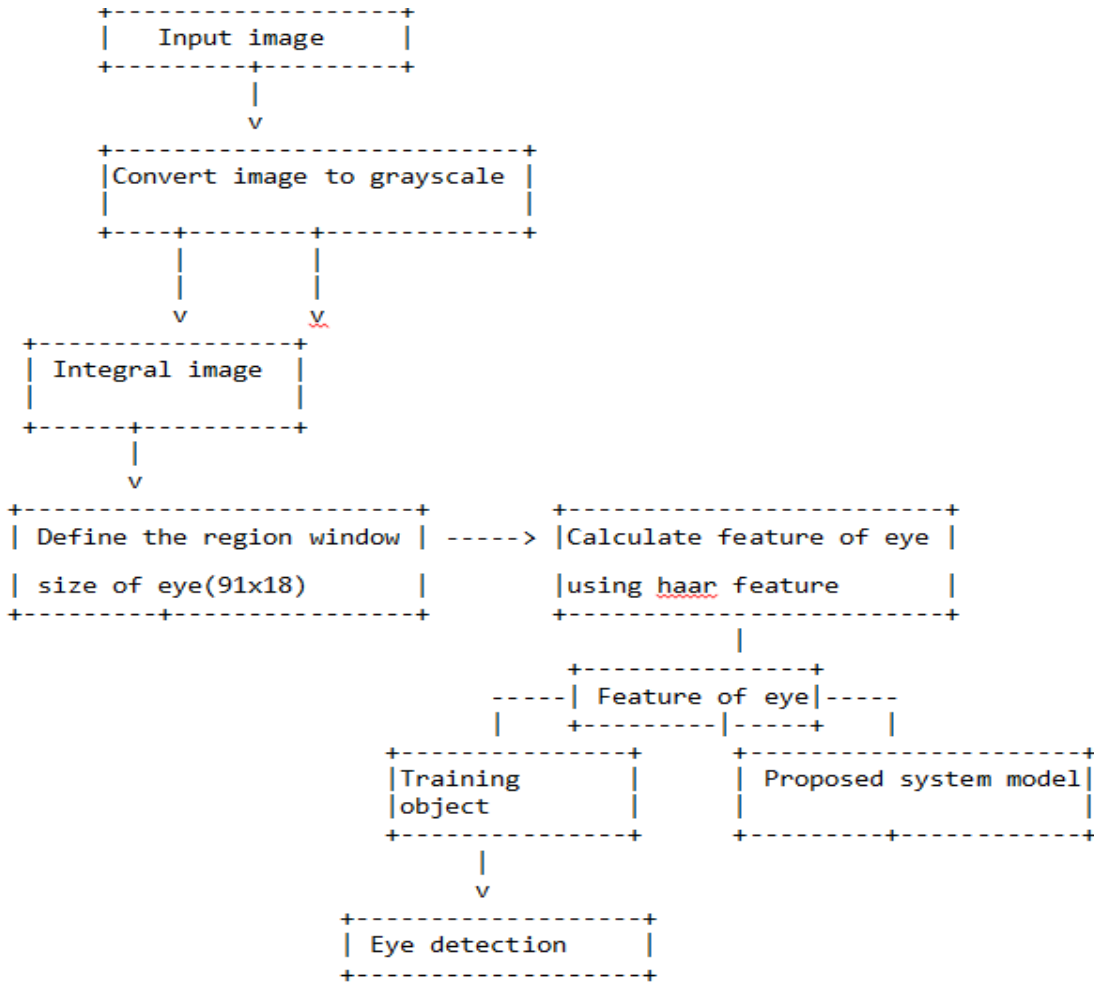 Input image
Convert image to grayscale
Integral image
Define the region window
size of eye(91x18)
Calculate feature of eye
using haar feature
Feature of eye
Training
object
Proposed system model
Eye detection